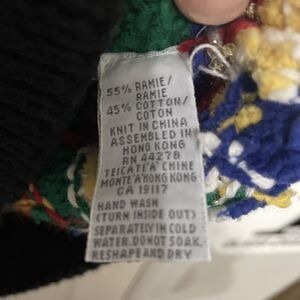 55% RAMIE/
RAMIE
45% COTTON/
COTON
KNIT IN CHINA
ASSEMBLED IN
HONG KONG
RN 44278
TEICATE'A' CHINE
MONTE'A'HONG KONG
CA 19117
HAND WASH
(TURN INSIDE OUT)
SEPARATELY IN COLD
WATER. DO NOT SOAK.
RESHAPE AND DRY